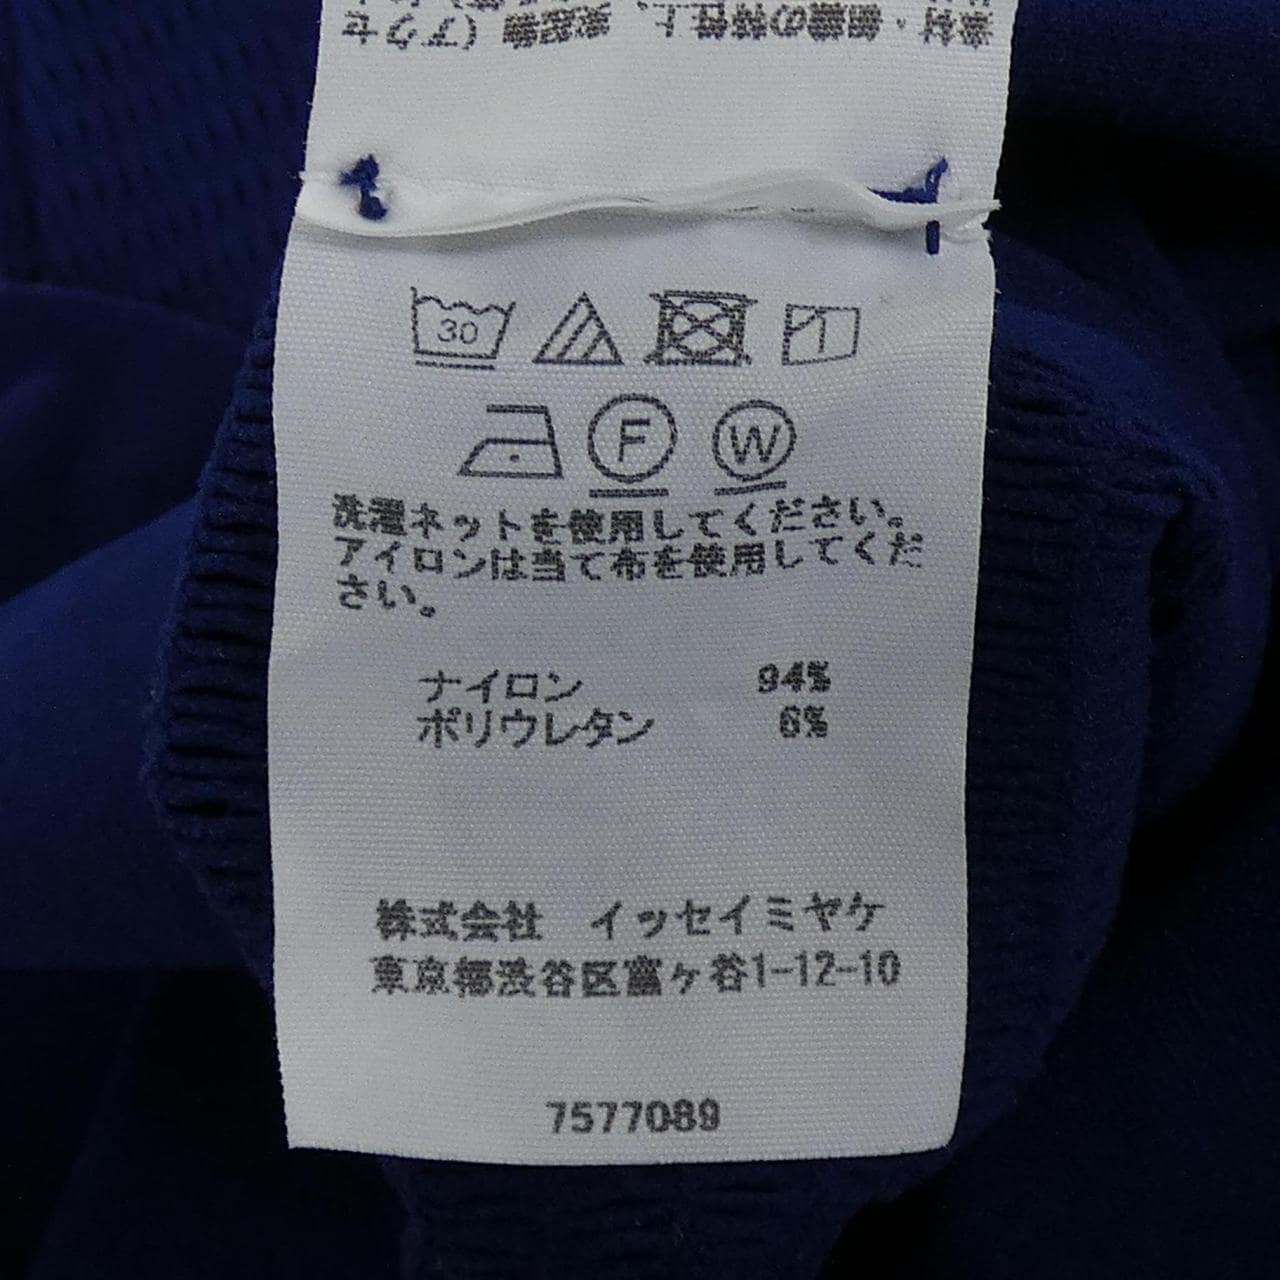 30
F W
洗濯ネットを使用してください。
アイロンは当て布を使用してくだ
さい。
ナイロン 94%
ポリウレタン 6%
株式会社 イッセイミヤケ
東京都渋谷区富ヶ谷1-12-10
7577089